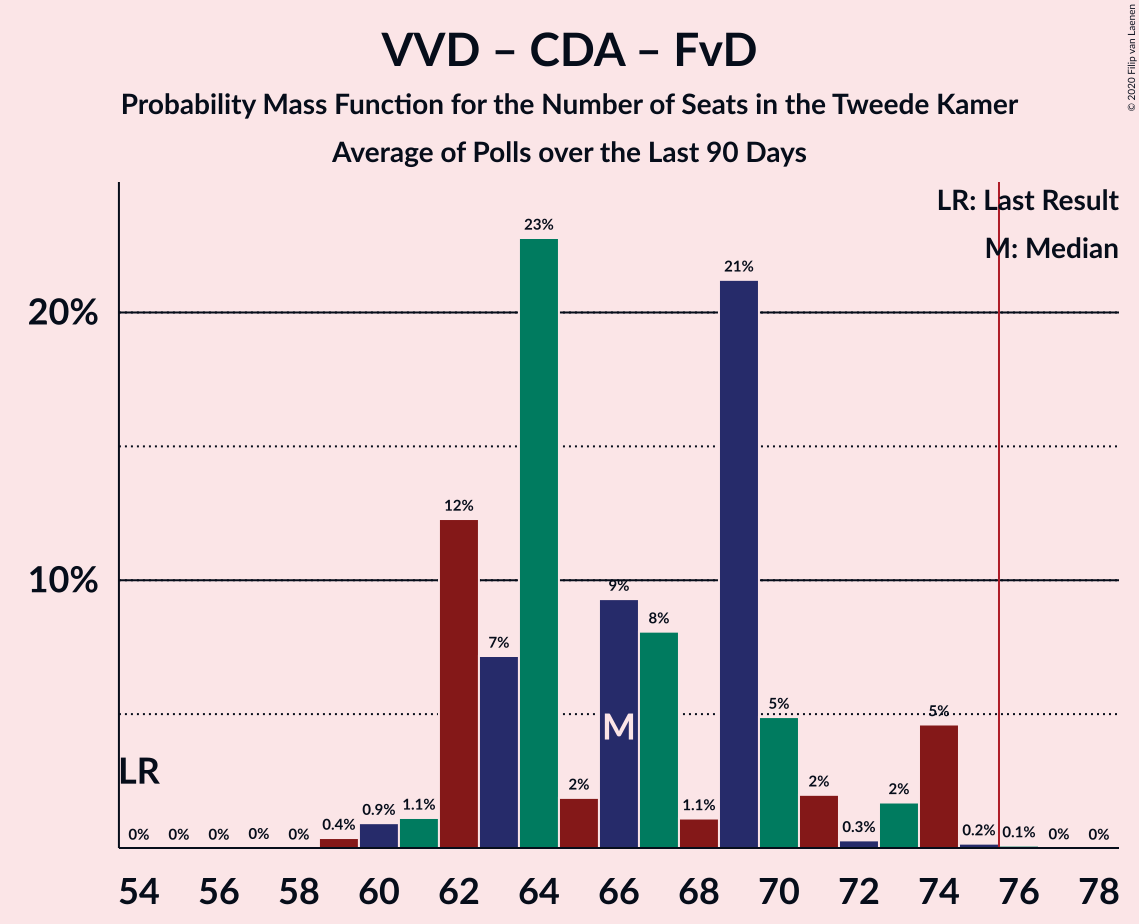 VVD – CDA – FvD
Probability Mass Function for the Number of Seats in the Tweede Kamer
Average of Polls over the Last 90 Days
© 2020 Filip van Laenen
LR: Last Result
M: Median
20%
10%
0% 0% 0% 0% 0% 0.4% 0.9% 1.1% 12% 7% 23% 2% 9% 8% 1.1% 21% 5% 2% 0.3% 2% 5% 0.2% 0.1% 0% 0%
LR
M
54 56 58 60 62 64 66 68 70 72 74 76 78